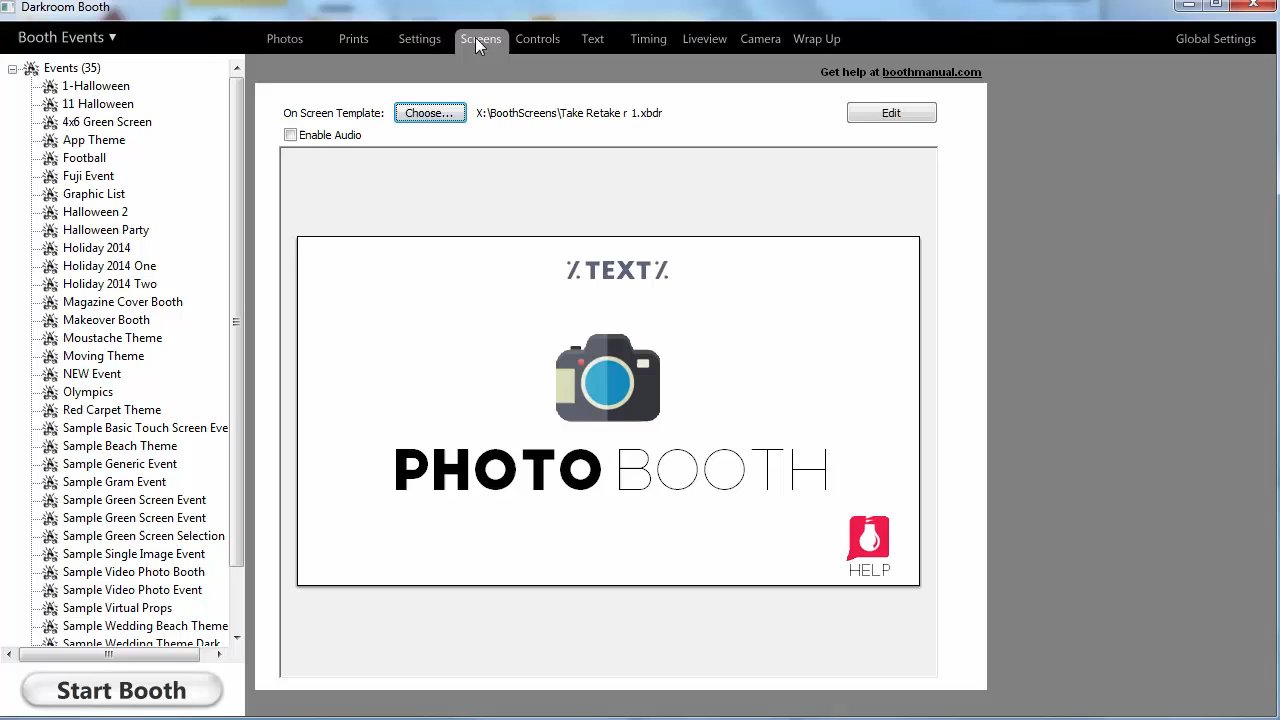 Darkroom Booth
Booth Events ▾
Photos Prints Settings Screens Controls Text Timing Liveview Camera Wrap Up Global Settings
Get help at boothmanual.com
On Screen Template: Choose... X:\BoothScreens\Take Retake r 1.xbdr Edit
Enable Audio
Events (35)
1-Halloween
11 Halloween
4x6 Green Screen
App Theme
Football
Fuji Event
Graphic List
Halloween 2
Halloween Party
Holiday 2014
Holiday 2014 One
Holiday 2014 Two
Magazine Cover Booth
Makeover Booth
Moustache Theme
Moving Theme
NEW Event
Olympics
Red Carpet Theme
Sample Basic Touch Screen Eve
Sample Beach Theme
Sample Generic Event
Sample Gram Event
Sample Green Screen Event
Sample Green Screen Event
Sample Green Screen Selection
Sample Single Image Event
Sample Video Photo Booth
Sample Video Photo Event
Sample Virtual Props
Sample Wedding Beach Theme
Sample Wedding Theme Dark
Start Booth
%TEXT%
PHOTO BOOTH
HELP